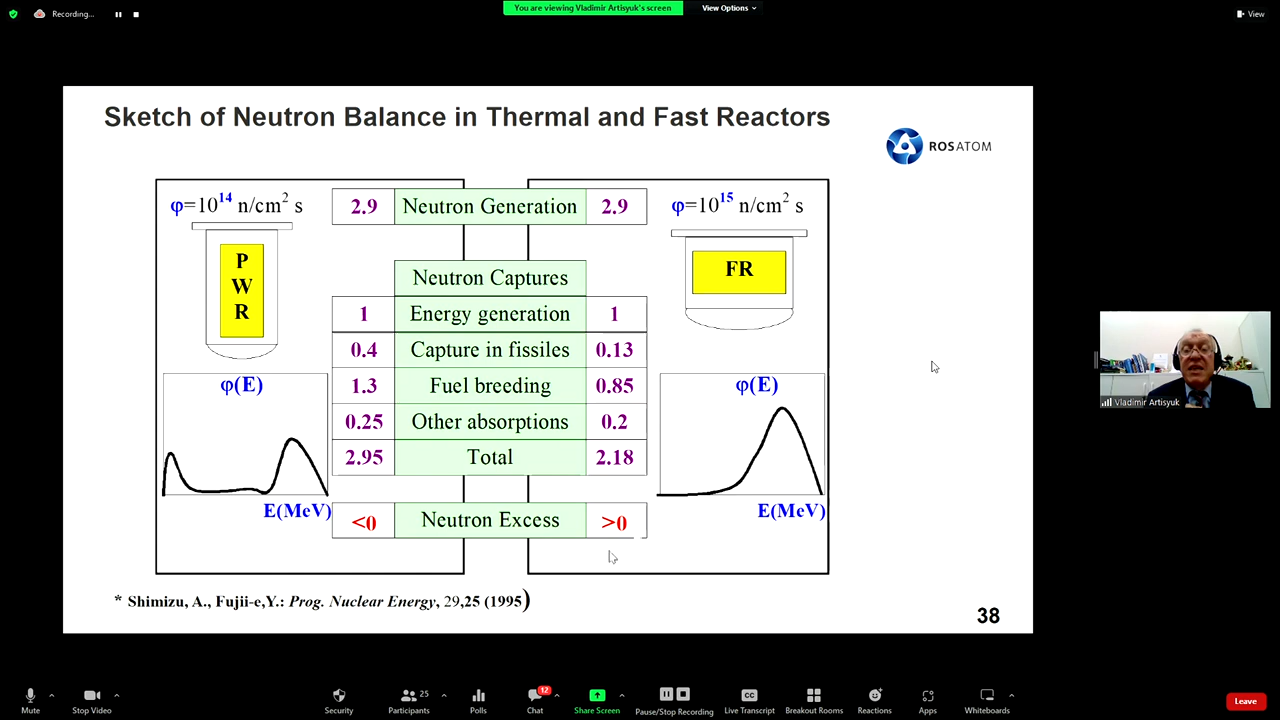 Recording...
You are viewing Vladimir Artisyuk's screen
View Options
View
Sketch of Neutron Balance in Thermal and Fast Reactors
ROSATOM
φ=10¹⁴ n/cm² s
2.9 Neutron Generation 2.9
φ=10¹⁵ n/cm² s
P
W
R
FR
Neutron Captures
1 Energy generation 1
0.4 Capture in fissiles 0.13
φ(E)
1.3 Fuel breeding 0.85
φ(E)
0.25 Other absorptions 0.2
2.95 Total 2.18
E(MeV)
<0 Neutron Excess >0
E(MeV)
* Shimizu, A., Fujii-e,Y.: Prog. Nuclear Energy, 29,25 (1995)
38
Vladimir Artisyuk
Mute
Stop Video
Security
25
Participants
Polls
12
Chat
Share Screen
Pause/Stop Recording
CC
Live Transcript
Breakout Rooms
Reactions
Apps
Whiteboards
Leave